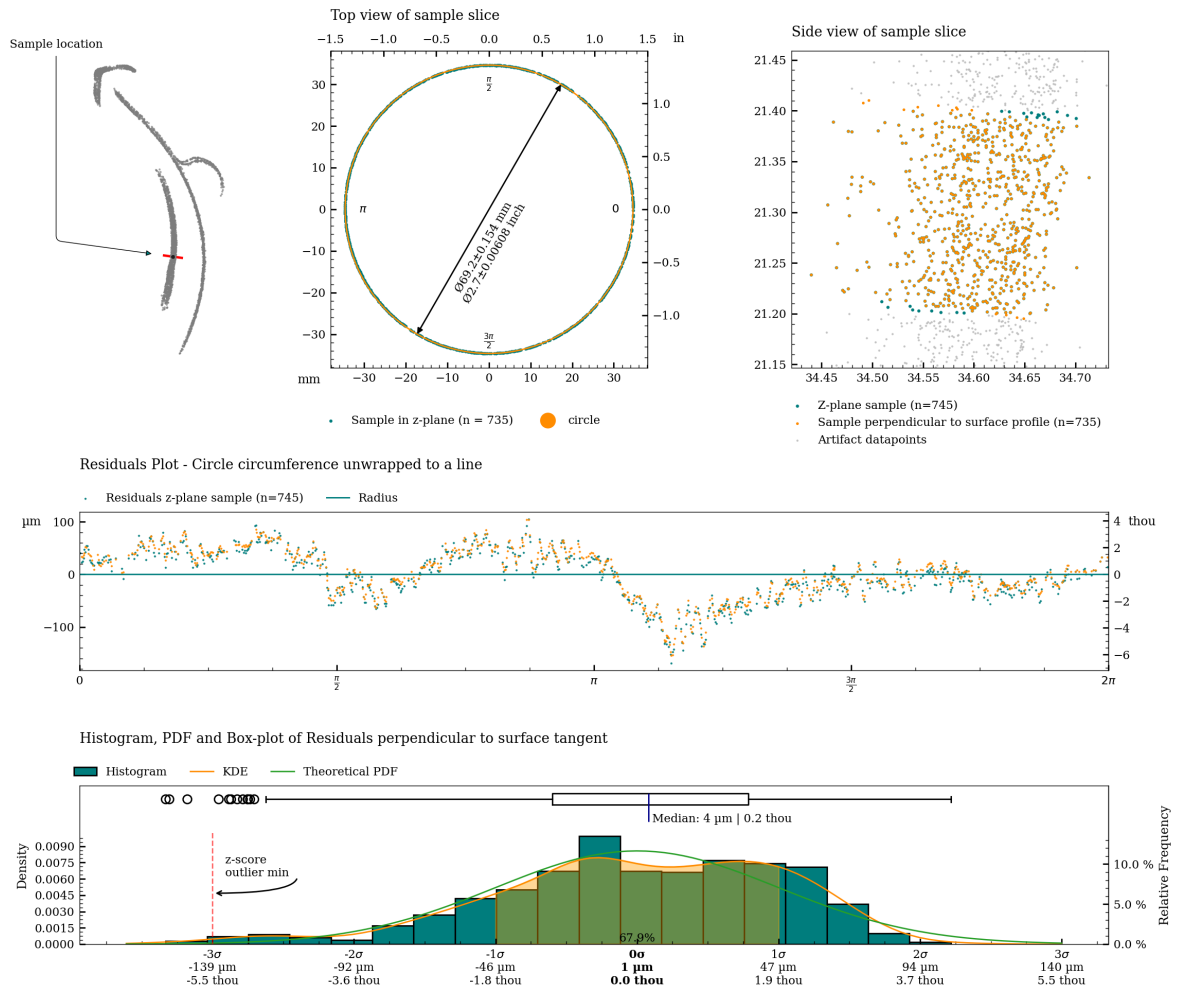 Sample location
Top view of sample slice
−1.5 −1.0 −0.5 0.0 0.5 1.0 1.5 in
30
20
10
0
−10
−20
−30
mm
1.0
0.5
0.0
−0.5
−1.0
π/2
π
0
3π/2
Ø69.2±0.154 mm
Ø2.7±0.00608 inch
−30 −20 −10 0 10 20 30
Sample in z-plane (n = 735)
circle
Side view of sample slice
21.45
21.40
21.35
21.30
21.25
21.20
21.15
34.45 34.50 34.55 34.60 34.65 34.70
Z-plane sample (n=745)
Sample perpendicular to surface profile (n=735)
Artifact datapoints
Residuals Plot - Circle circumference unwrapped to a line
Residuals z-plane sample (n=745)
Radius
µm
100
0
−100
4 thou
2
0
−2
−4
−6
0 π/2 π 3π/2 2π
Histogram, PDF and Box-plot of Residuals perpendicular to surface tangent
Histogram
KDE
Theoretical PDF
Median: 4 µm | 0.2 thou
z-score
outlier min
67.9%
Density
0.0090
0.0075
0.0060
0.0045
0.0030
0.0015
0.0000
10.0 %
5.0 %
0.0 %
Relative Frequency
-3σ -2σ -1σ 0σ 1σ 2σ 3σ
-139 µm -92 µm -46 µm 1 µm 47 µm 94 µm 140 µm
-5.5 thou -3.6 thou -1.8 thou 0.0 thou 1.9 thou 3.7 thou 5.5 thou